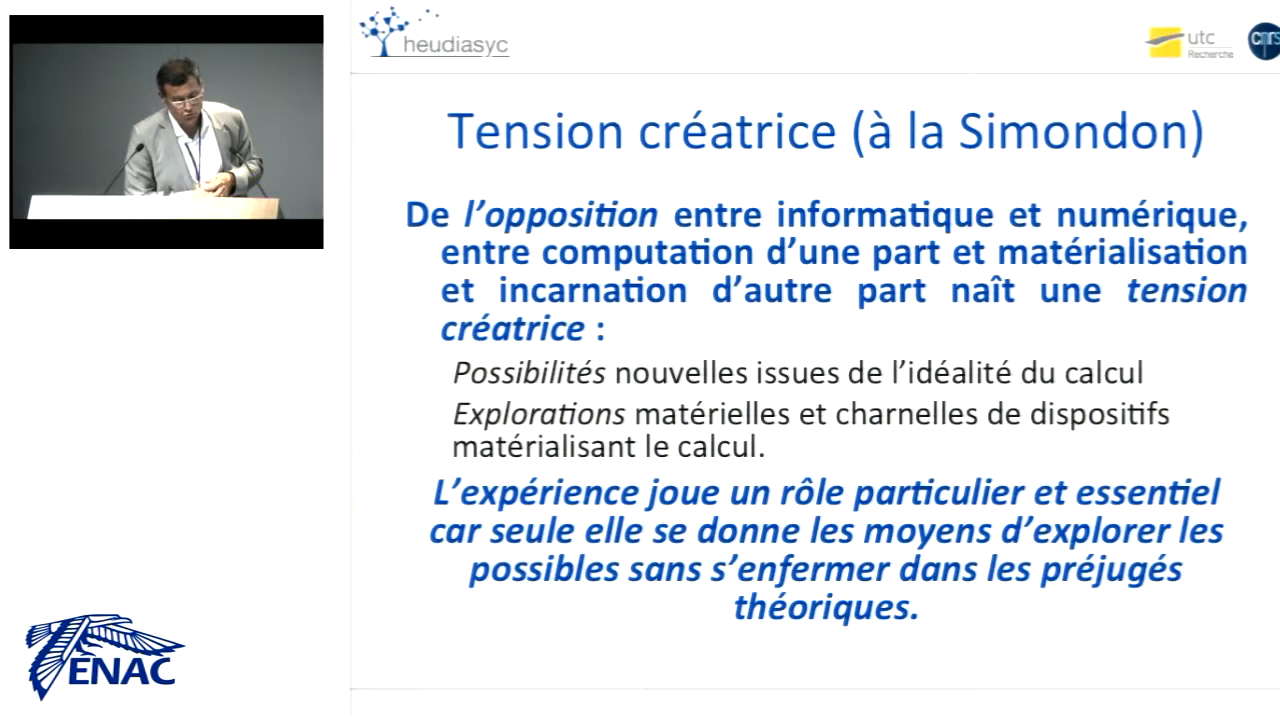 heudiasyc
utc
Recherche
cnrs
Tension créatrice (à la Simondon)
De l’opposition entre informatique et numérique,
entre computation d’une part et matérialisation
et incarnation d’autre part naît une tension
créatrice :
Possibilités nouvelles issues de l’idéalité du calcul
Explorations matérielles et charnelles de dispositifs
matérialisant le calcul.
L’expérience joue un rôle particulier et essentiel
car seule elle se donne les moyens d’explorer les
possibles sans s’enfermer dans les préjugés
théoriques.
ENAC